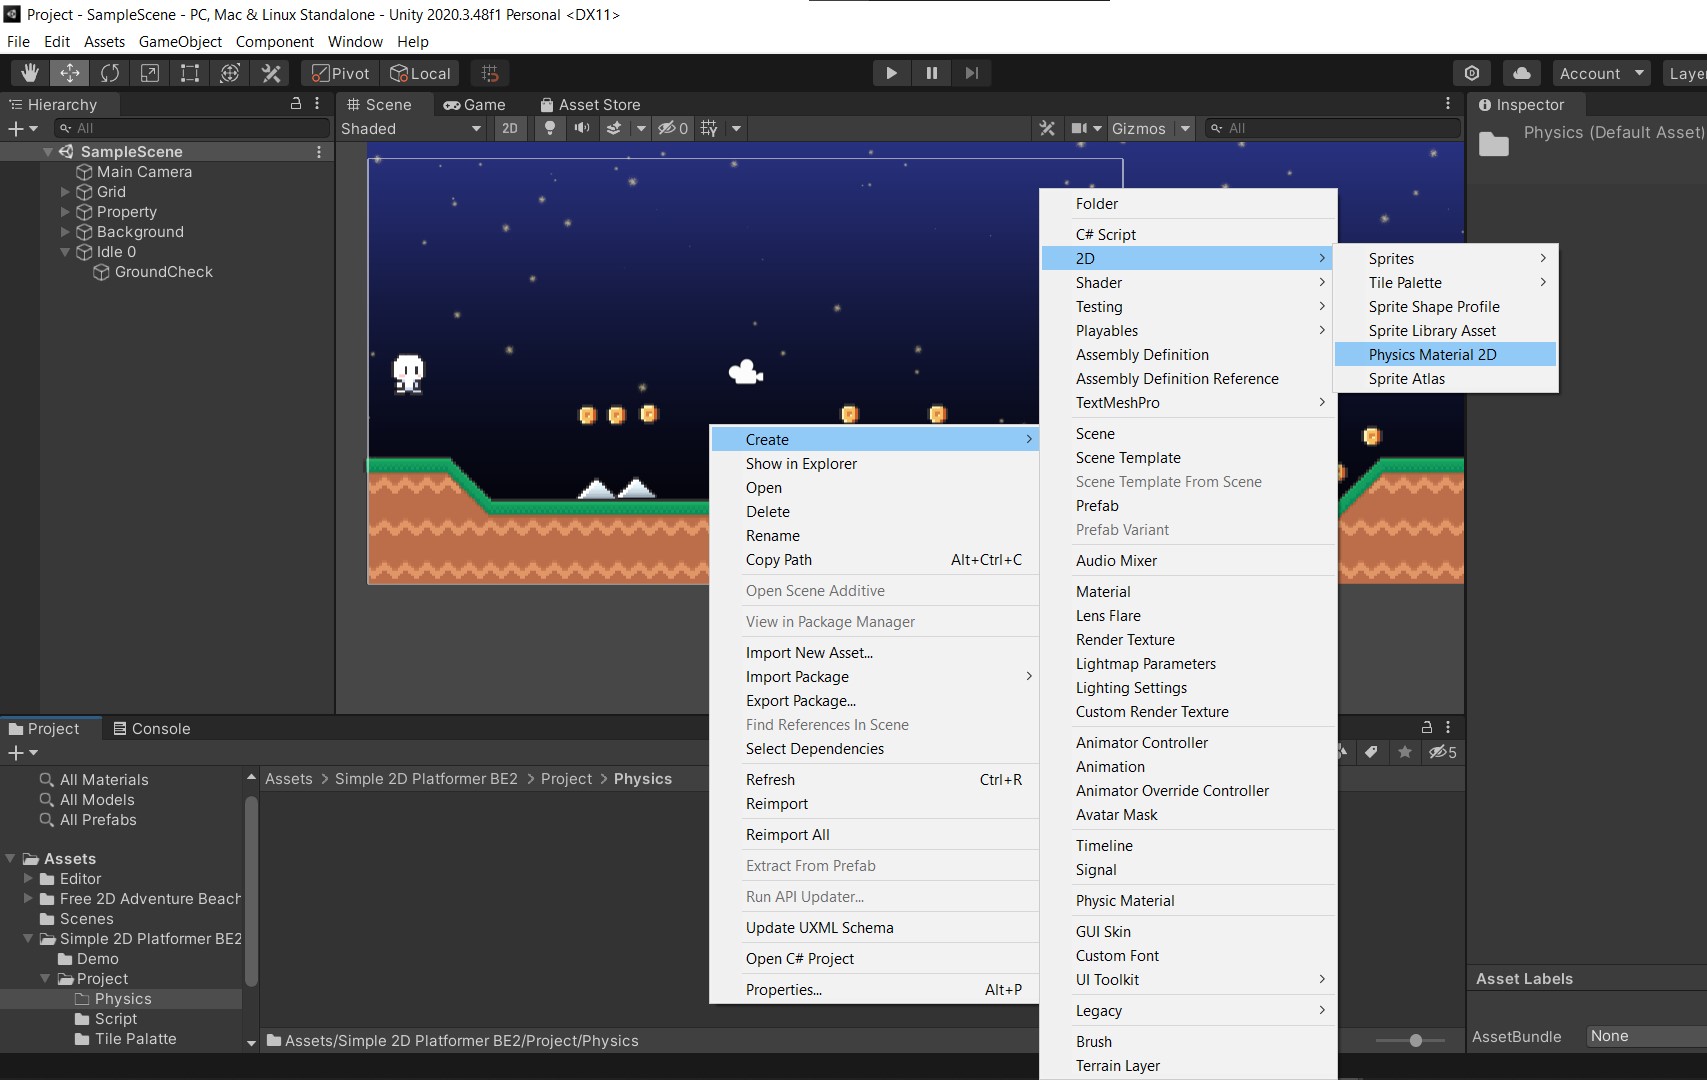 Project - SampleScene - PC, Mac & Linux Standalone - Unity 2020.3.48f1 Personal <DX11>
File Edit Assets GameObject Component Window Help
Pivot Local Account
Hierarchy
All
SampleScene
Main Camera
Grid
Property
Background
Idle 0
GroundCheck
Scene Game Asset Store
Shaded 2D 0 Gizmos All
Inspector
Physics (Default Asset)
Create
Show in Explorer
Open
Delete
Rename
Copy Path Alt+Ctrl+C
Open Scene Additive
View in Package Manager
Import New Asset...
Import Package
Export Package...
Find References In Scene
Select Dependencies
Refresh Ctrl+R
Reimport
Reimport All
Extract From Prefab
Run API Updater...
Update UXML Schema
Open C# Project
Properties... Alt+P
Folder
C# Script
2D
Shader
Testing
Playables
Assembly Definition
Assembly Definition Reference
TextMeshPro
Scene
Scene Template
Scene Template From Scene
Prefab
Prefab Variant
Audio Mixer
Material
Lens Flare
Render Texture
Lightmap Parameters
Lighting Settings
Custom Render Texture
Animator Controller
Animation
Animator Override Controller
Avatar Mask
Timeline
Signal
Physic Material
GUI Skin
Custom Font
UI Toolkit
Legacy
Brush
Terrain Layer
Sprites
Tile Palette
Sprite Shape Profile
Sprite Library Asset
Physics Material 2D
Sprite Atlas
Project Console
5
All Materials
All Models
All Prefabs
Assets
Editor
Free 2D Adventure Beach
Scenes
Simple 2D Platformer BE2
Demo
Project
Physics
Script
Tile Palatte
Assets > Simple 2D Platformer BE2 > Project > Physics
Assets/Simple 2D Platformer BE2/Project/Physics
Asset Labels
AssetBundle None